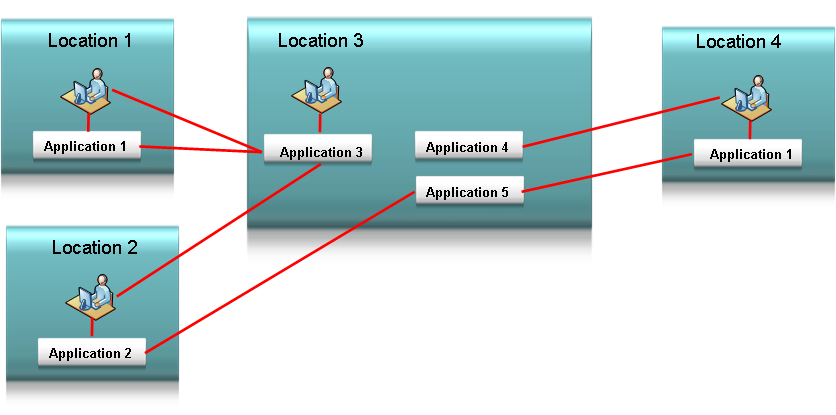 Location 1
Application 1
Location 3
Application 3
Application 4
Application 5
Location 4
Application 1
Location 2
Application 2